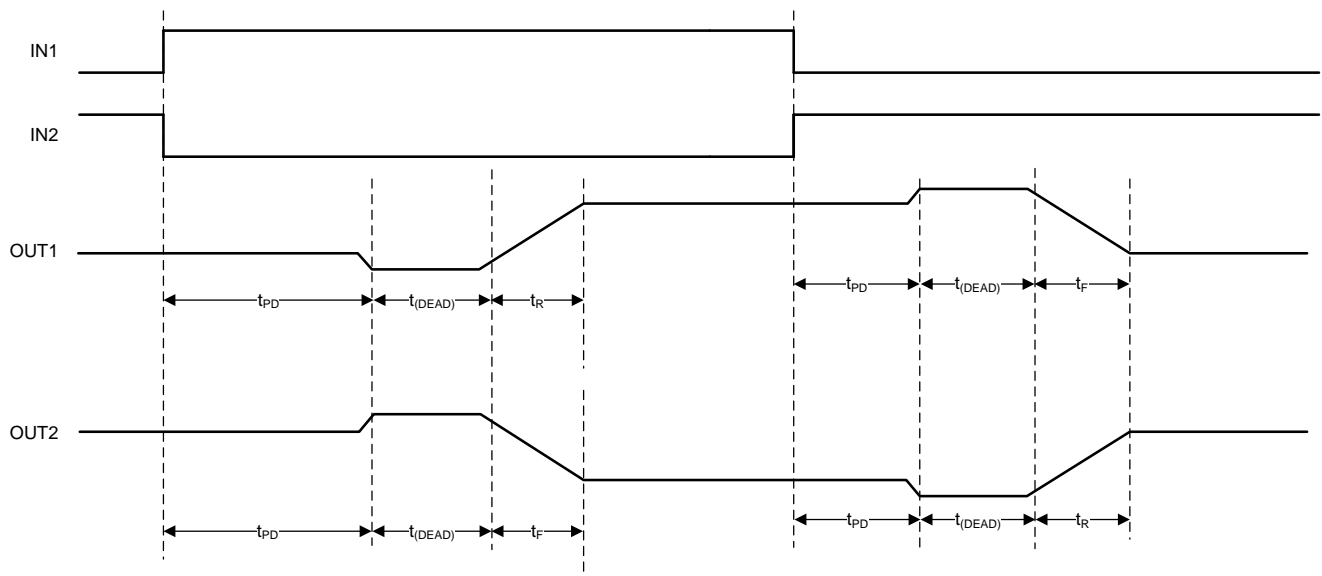 IN1
IN2
OUT1
tPD t(DEAD) tR tPD t(DEAD) tF
OUT2
tPD t(DEAD) tF tPD t(DEAD) tR